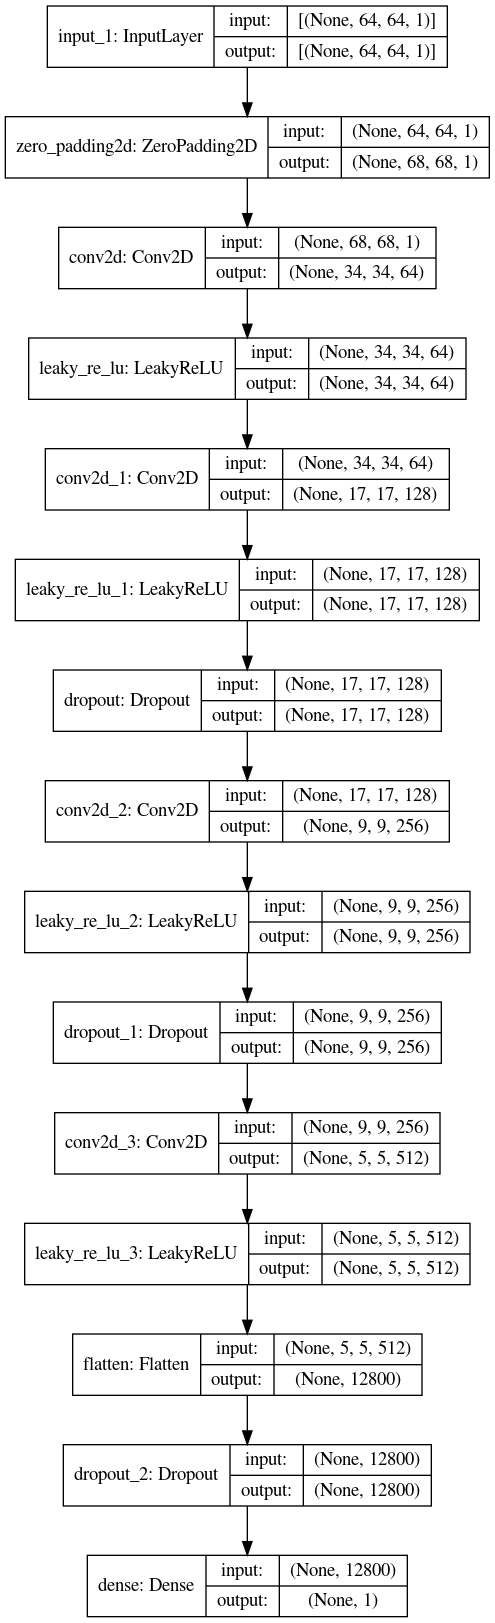 input_1: InputLayer
input: [(None, 64, 64, 1)]
output: [(None, 64, 64, 1)]
zero_padding2d: ZeroPadding2D
input: (None, 64, 64, 1)
output: (None, 68, 68, 1)
conv2d: Conv2D
input: (None, 68, 68, 1)
output: (None, 34, 34, 64)
leaky_re_lu: LeakyReLU
input: (None, 34, 34, 64)
output: (None, 34, 34, 64)
conv2d_1: Conv2D
input: (None, 34, 34, 64)
output: (None, 17, 17, 128)
leaky_re_lu_1: LeakyReLU
input: (None, 17, 17, 128)
output: (None, 17, 17, 128)
dropout: Dropout
input: (None, 17, 17, 128)
output: (None, 17, 17, 128)
conv2d_2: Conv2D
input: (None, 17, 17, 128)
output: (None, 9, 9, 256)
leaky_re_lu_2: LeakyReLU
input: (None, 9, 9, 256)
output: (None, 9, 9, 256)
dropout_1: Dropout
input: (None, 9, 9, 256)
output: (None, 9, 9, 256)
conv2d_3: Conv2D
input: (None, 9, 9, 256)
output: (None, 5, 5, 512)
leaky_re_lu_3: LeakyReLU
input: (None, 5, 5, 512)
output: (None, 5, 5, 512)
flatten: Flatten
input: (None, 5, 5, 512)
output: (None, 12800)
dropout_2: Dropout
input: (None, 12800)
output: (None, 12800)
dense: Dense
input: (None, 12800)
output: (None, 1)